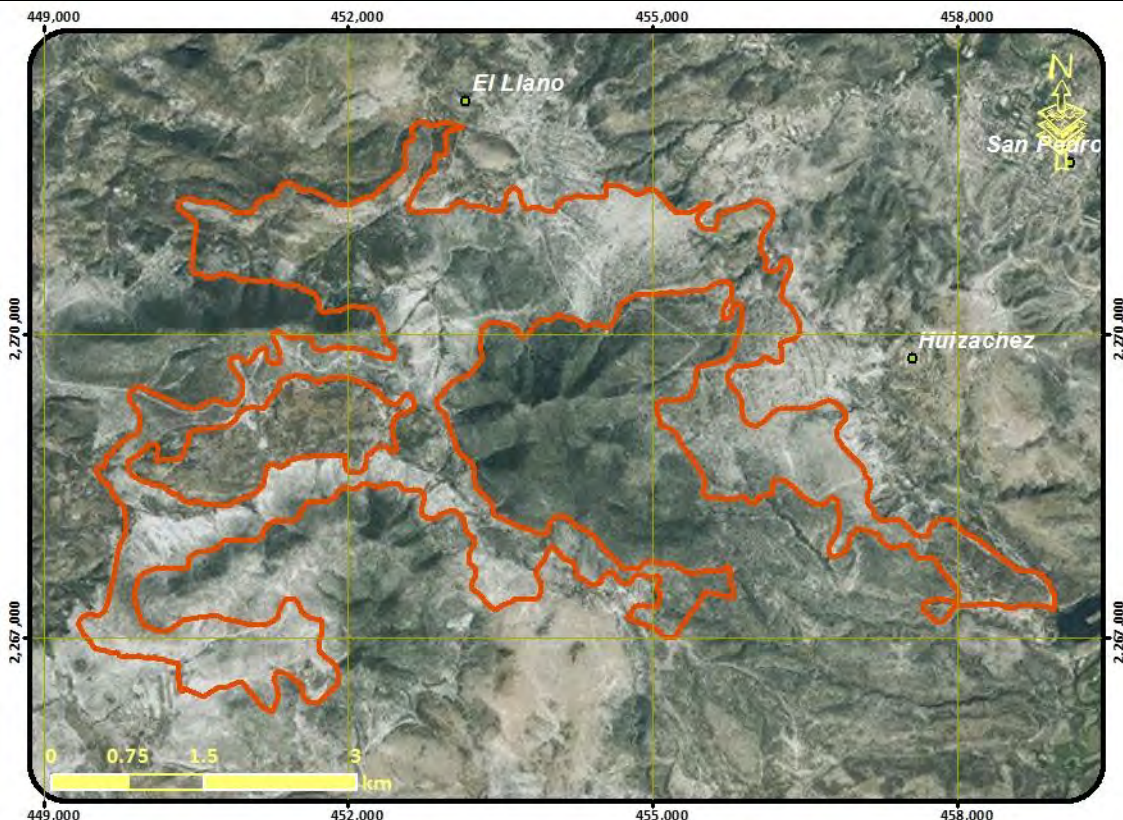 449,000 452,000 455,000 458,000
N
El Llano
San Pedro
2,270,000 2,270,000
Huizachez
2,267,000 2,267,000
0 0.75 1.5 3
km
449,000 452,000 455,000 458,000